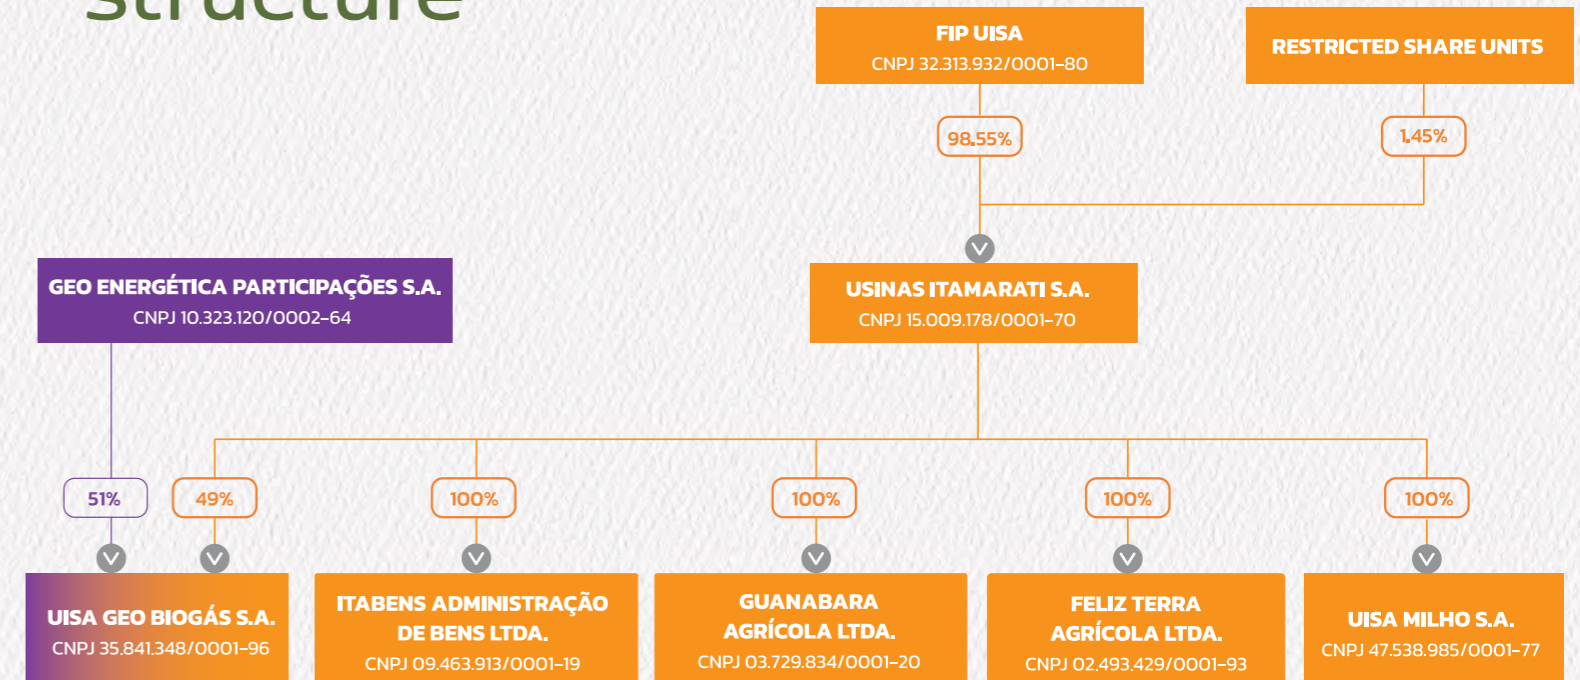 structure
FIP UISA
CNPJ 32.313.932/0001-80
RESTRICTED SHARE UNITS
98.55%
1.45%
GEO ENERGÉTICA PARTICIPAÇÕES S.A.
CNPJ 10.323.120/0002-64
USINAS ITAMARATI S.A.
CNPJ 15.009.178/0001-70
51%
49%
100%
100%
100%
100%
UISA GEO BIOGÁS S.A.
CNPJ 35.841.348/0001-96
ITABENS ADMINISTRAÇÃO
DE BENS LTDA.
CNPJ 09.463.913/0001-19
GUANABARA
AGRÍCOLA LTDA.
CNPJ 03.729.834/0001-20
FELIZ TERRA
AGRÍCOLA LTDA.
CNPJ 02.493.429/0001-93
UISA MILHO S.A.
CNPJ 47.538.985/0001-77